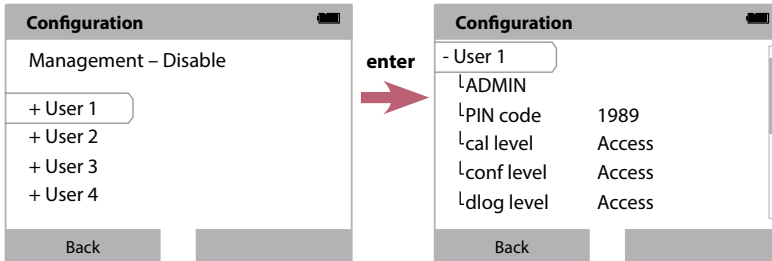 Configuration
Management – Disable
+ User 1
+ User 2
+ User 3
+ User 4
Back
enter
Configuration
- User 1
└ADMIN
└PIN code 1989
└cal level Access
└conf level Access
└dlog level Access
Back